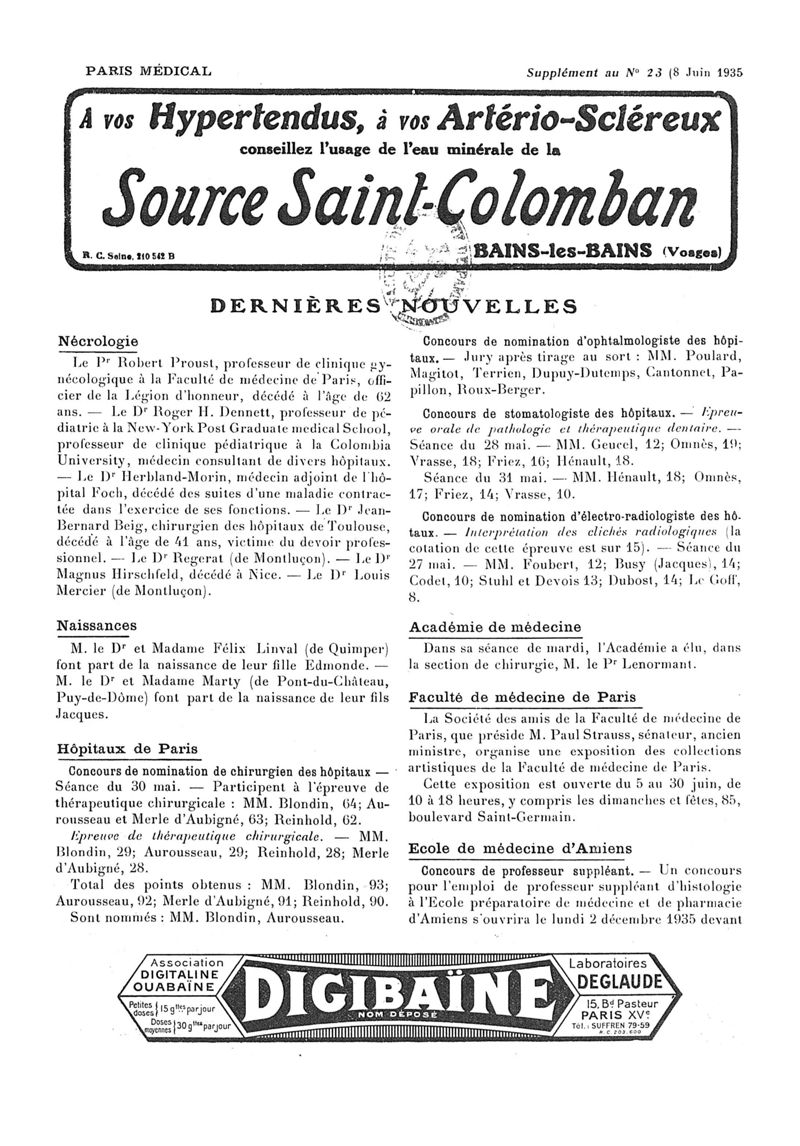 PARIS MÉDICAL
Supplément au Nº 23 (8 Juin 1935
A vos Hypertendus, à vos Artério-Scléreux
conseillez l'usage de l'eau minérale de la
Source Saint-Colomban
R. C. Seine, 210 542 B
BAINS-les-BAINS (Vosges)
DERNIÈRES NOUVELLES
Nécrologie
Le Pr Robert Proust, professeur de clinique gy-
nécologique à la Faculté de médecine de Paris, offi-
cier de la Légion d'honneur, décédé à l'âge de 62
ans. — Le Dr Roger H. Dennett, professeur de pé-
diatrie à la New-York Post Graduate medical School,
professeur de clinique pédiatrique à la Colombia
University, médecin consultant de divers hôpitaux.
— Le Dr Herbland-Morin, médecin adjoint de l'hô-
pital Foch, décédé des suites d'une maladie contrac-
tée dans l'exercice de ses fonctions. — Le Dr Jean-
Bernard Beig, chirurgien des hôpitaux de Toulouse,
décédé à l'âge de 41 ans, victime du devoir profes-
sionnel. — Le Dr Regerat (de Montluçon). — Le Dr
Magnus Hirschfeld, décédé à Nice. — Le Dr Louis
Mercier (de Montluçon).
Naissances
M. le Dr et Madame Félix Linval (de Quimper)
font part de la naissance de leur fille Edmonde. —
M. le Dr et Madame Marty (de Pont-du-Château,
Puy-de-Dôme) font part de la naissance de leur fils
Jacques.
Hôpitaux de Paris
Concours de nomination de chirurgien des hôpitaux —
Séance du 30 mai. — Participent à l'épreuve de
thérapeutique chirurgicale : MM. Blondin, 64; Au-
rousseau et Merle d'Aubigné, 63; Reinhold, 62.
Epreuve de thérapeutique chirurgicale. — MM.
Blondin, 29; Aurousseau, 29; Reinhold, 28; Merle
d'Aubigné, 28.
Total des points obtenus : MM. Blondin, 93;
Aurousseau, 92; Merle d'Aubigné, 91; Reinhold, 90.
Sont nommés : MM. Blondin, Aurousseau.
Concours de nomination d'ophtalmologiste des hôpi-
taux. — Jury après tirage au sort : MM. Poulard,
Magitot, Terrien, Dupuy-Dutemps, Cantonnet, Pa-
pillon, Roux-Berger.
Concours de stomatologiste des hôpitaux. — Epreu-
ve orale de pathologie et thérapeutique dentaire. —
Séance du 28 mai. — MM. Geucel, 12; Omnès, 19;
Vrasse, 18; Friez, 16; Hénault, 18.
Séance du 31 mai. — MM. Hénault, 18; Omnès,
17; Friez, 14; Vrasse, 10.
Concours de nomination d'électro-radiologiste des hô-
taux. — Interprétation des clichés radiologiques (la
cotation de cette épreuve est sur 15). — Séance du
27 mai. — MM. Foubert, 12; Busy (Jacques), 14;
Codet, 10; Stuhl et Devois 13; Dubost, 14; Le Goff,
8.
Académie de médecine
Dans sa séance de mardi, l'Académie a élu, dans
la section de chirurgie, M. le Pr Lenormant.
Faculté de médecine de Paris
La Société des amis de la Faculté de médecine de
Paris, que préside M. Paul Strauss, sénateur, ancien
ministre, organise une exposition des collections
artistiques de la Faculté de médecine de Paris.
Cette exposition est ouverte du 5 au 30 juin, de
10 à 18 heures, y compris les dimanches et fêtes, 85,
boulevard Saint-Germain.
Ecole de médecine d'Amiens
Concours de professeur suppléant. — Un concours
pour l'emploi de professeur suppléant d'histologie
à l'Ecole préparatoire de médecine et de pharmacie
d'Amiens s'ouvrira le lundi 2 décembre 1935 devant
Association
DIGITALINE
OUABAÏNE
Petites doses } 15 gttes par jour
Doses moyennes } 30 gttes par jour
DIGIBAÏNE
NOM DÉPOSÉ
Laboratoires
DEGLAUDE
15, Bd Pasteur
PARIS XVe
Tél.: SUFFREN 79-59
R. C. 203.600